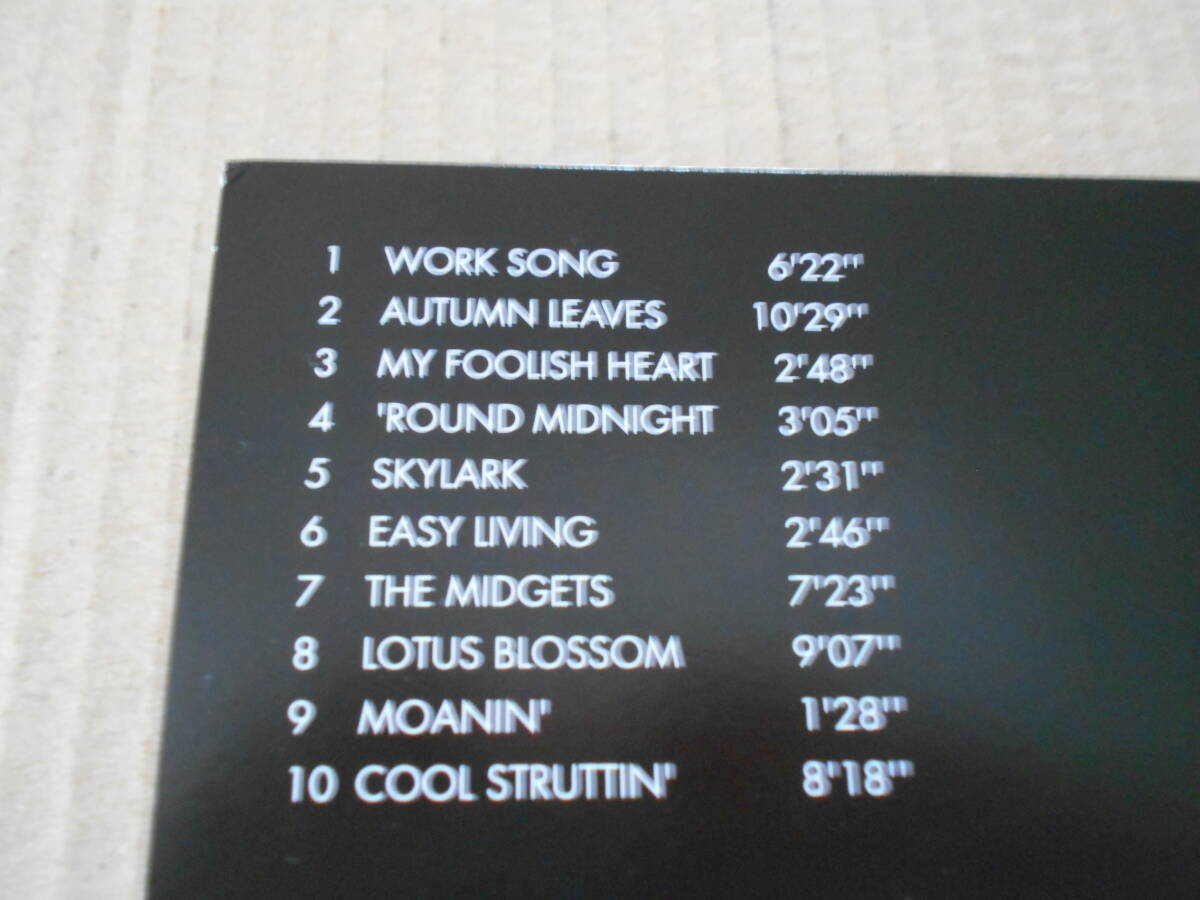 1 WORK SONG 6'22"
2 AUTUMN LEAVES 10'29"
3 MY FOOLISH HEART 2'48"
4 'ROUND MIDNIGHT 3'05"
5 SKYLARK 2'31"
6 EASY LIVING 2'46"
7 THE MIDGETS 7'23"
8 LOTUS BLOSSOM 9'07"
9 MOANIN' 1'28"
10 COOL STRUTTIN' 8'18"